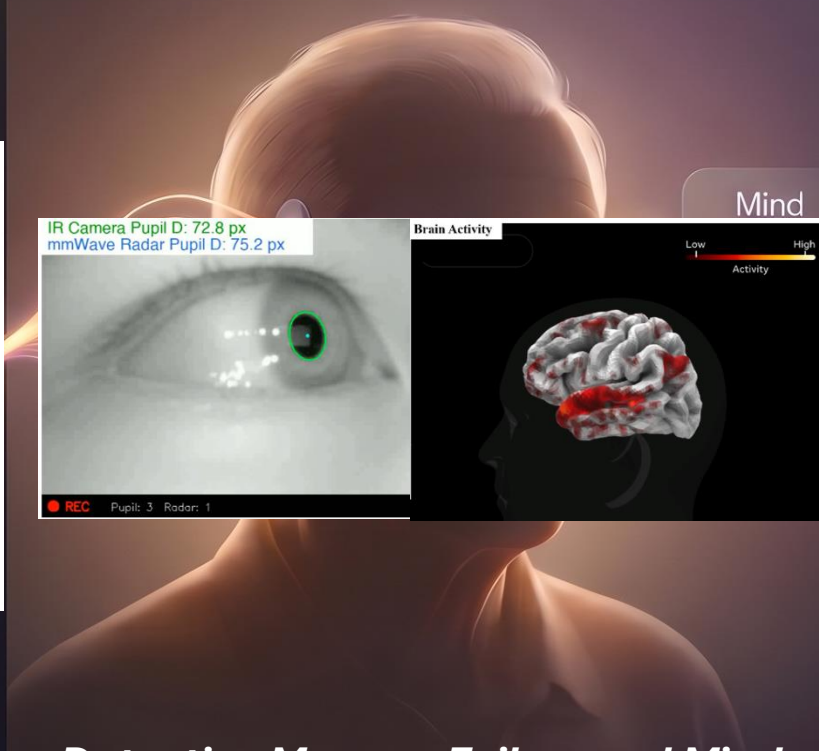 Mind
IR Camera Pupil D: 72.8 px
mmWave Radar Pupil D: 75.2 px
Brain Activity
Low High
Activity
REC Pupil: 3 Radar: 1